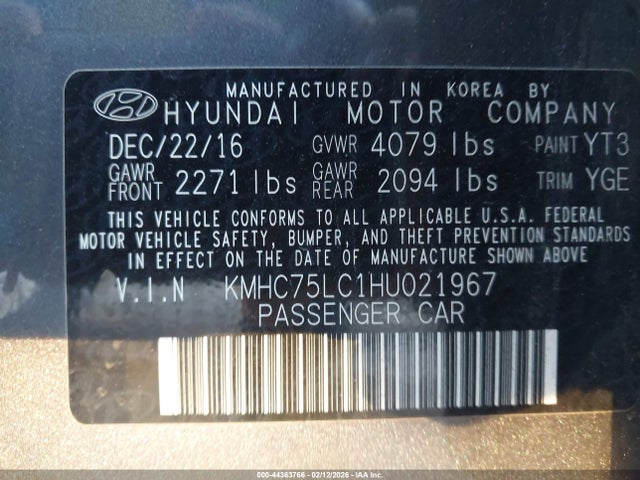 MANUFACTURED IN KOREA BY
HYUNDAI MOTOR COMPANY
DEC/22/16 GVWR 4079 lbs PAINT YT3
GAWR FRONT 2271 lbs GAWR REAR 2094 lbs TRIM YGE
THIS VEHICLE CONFORMS TO ALL APPLICABLE U.S.A. FEDERAL
MOTOR VEHICLE SAFETY, BUMPER, AND THEFT PREVENTION STANDARDS
IN EFFECT ON THE DATE OF MANUFACTURE SHOWN ABOVE.
V.I.N KMHC75LC1HU021967
PASSENGER CAR
000-44363766 - 02/12/2026 - IAA Inc.